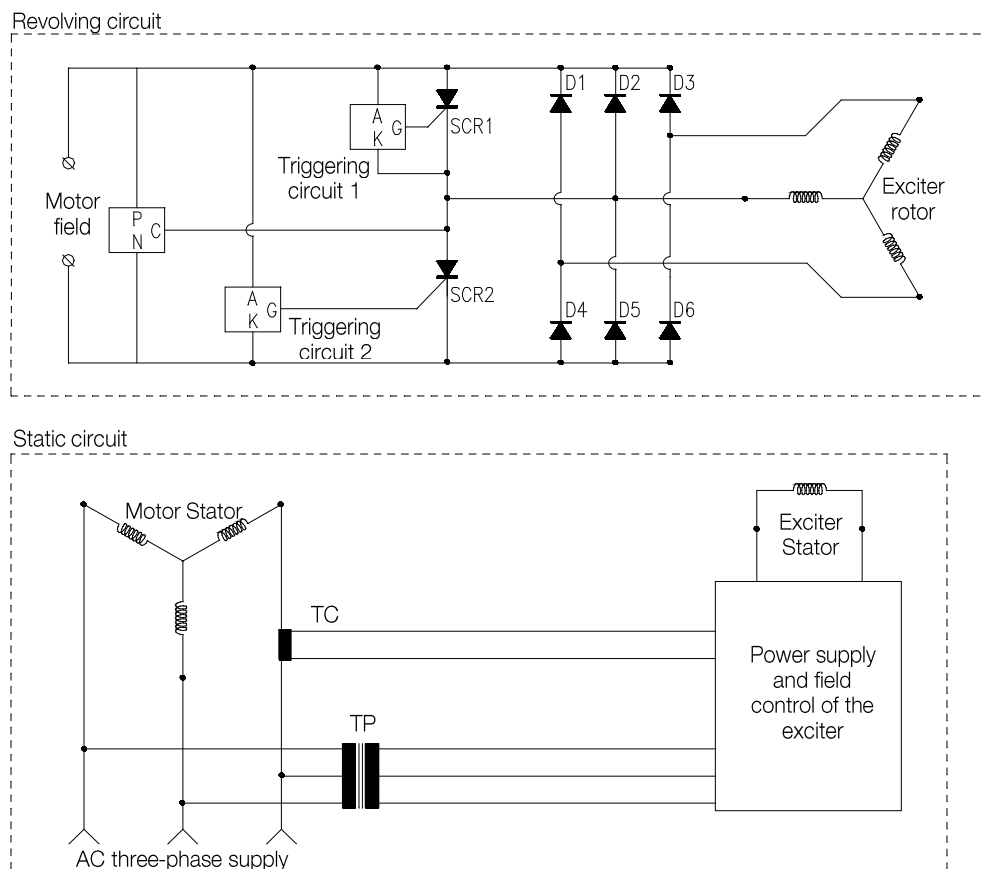 Revolving circuit
D1
D2
D3
A
G
K
SCR1
Triggering
circuit 1
Motor
field
P
C
N
Exciter
rotor
SCR2
A
G
K
Triggering
circuit 2
D4
D5
D6
Static circuit
Motor Stator
Exciter
Stator
TC
Power supply
and field
control of the
exciter
TP
AC three-phase supply